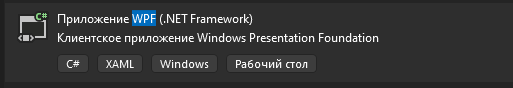 C#
Приложение WPF (.NET Framework)
Клиентское приложение Windows Presentation Foundation
C# XAML Windows Рабочий стол